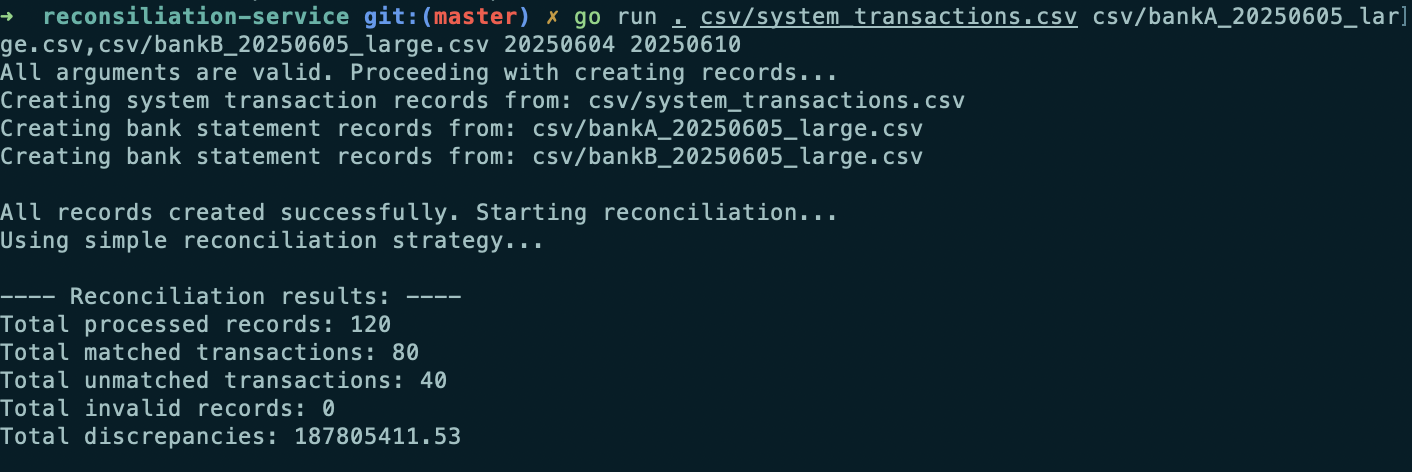 ➜  reconsiliation-service git:(master) ✗ go run . csv/system_transactions.csv csv/bankA_20250605_lar]
ge.csv,csv/bankB_20250605_large.csv 20250604 20250610
All arguments are valid. Proceeding with creating records...
Creating system transaction records from: csv/system_transactions.csv
Creating bank statement records from: csv/bankA_20250605_large.csv
Creating bank statement records from: csv/bankB_20250605_large.csv

All records created successfully. Starting reconciliation...
Using simple reconciliation strategy...

---- Reconciliation results: ----
Total processed records: 120
Total matched transactions: 80
Total unmatched transactions: 40
Total invalid records: 0
Total discrepancies: 187805411.53